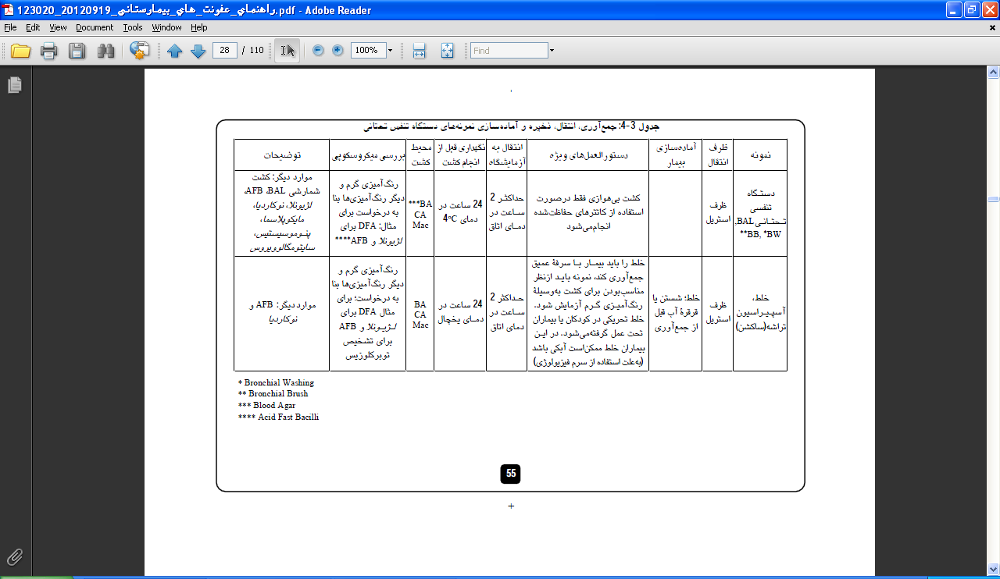 123020_20120919_راهنماي_عفونت_هاي_بيمارستاني.pdf - Adobe Reader
File Edit View Document Tools Window Help
28 / 110 100% Find
جدول 3-4: جمع‌آوری، انتقال، ذخیره و آماده‌سازی نمونه‌های دستگاه تنفس تحتانی
نمونه
ظرف
انتقال
آماده‌سازی
بیمار
دستورالعمل‌های ویژه
انتقال به
آزمایشگاه
نگهداری قبل از
انجام کشت
محیط
کشت
بررسی میکروسکوپی
توضیحات
دستگاه
تنفسی
تحتانی BAL,
**BB, *BW
ظرف
استریل
کشت بی‌هوازی فقط درصورت
استفاده از کاتترهای حفاظت‌شده
انجام‌می‌شود
حداکثر 2
ساعت در
دمای اتاق
24 ساعت در
دمای 4°C
***BA
CA
Mac
رنگ‌آمیزی گرم و
دیگر رنگ‌آمیزی‌ها بنا
به درخواست برای
مثال: DFA برای
لژیونلا و AFB****
موارد دیگر: کشت
شمارشی BAL، AFB،
لژیونلا، نوکاردیا،
مایکوپلاسما،
پنوموسیستیس،
سایتومگالوویروس
خلط،
آسپیراسیون
تراشه(ساکشن)
ظرف
استریل
خلط؛ شستن یا
قرقرهٔ آب قبل
از جمع‌آوری
خلط را باید بیمار با سرفهٔ عمیق
جمع‌آوری کند، نمونه باید ازنظر
مناسب‌بودن برای کشت به‌وسیلهٔ
رنگ‌آمیزی گرم آزمایش شود.
خلط تحریکی در کودکان یا بیماران
تحت عمل گرفته‌می‌شود. در این
بیماران خلط ممکن‌است آبکی باشد
(به‌علت استفاده از سرم فیزیولوژی)
حداکثر 2
ساعت در
دمای اتاق
24 ساعت در
دمای یخچال
BA
CA
Mac
رنگ‌آمیزی گرم و
دیگر رنگ‌آمیزی‌ها بنا
به درخواست؛ برای
مثال DFA برای
لژیونلا و AFB
برای تشخیص
توبرکلوزیس
موارد دیگر: AFB و
نوکاردیا
* Bronchial Washing
** Bronchial Brush
*** Blood Agar
**** Acid Fast Bacilli
55